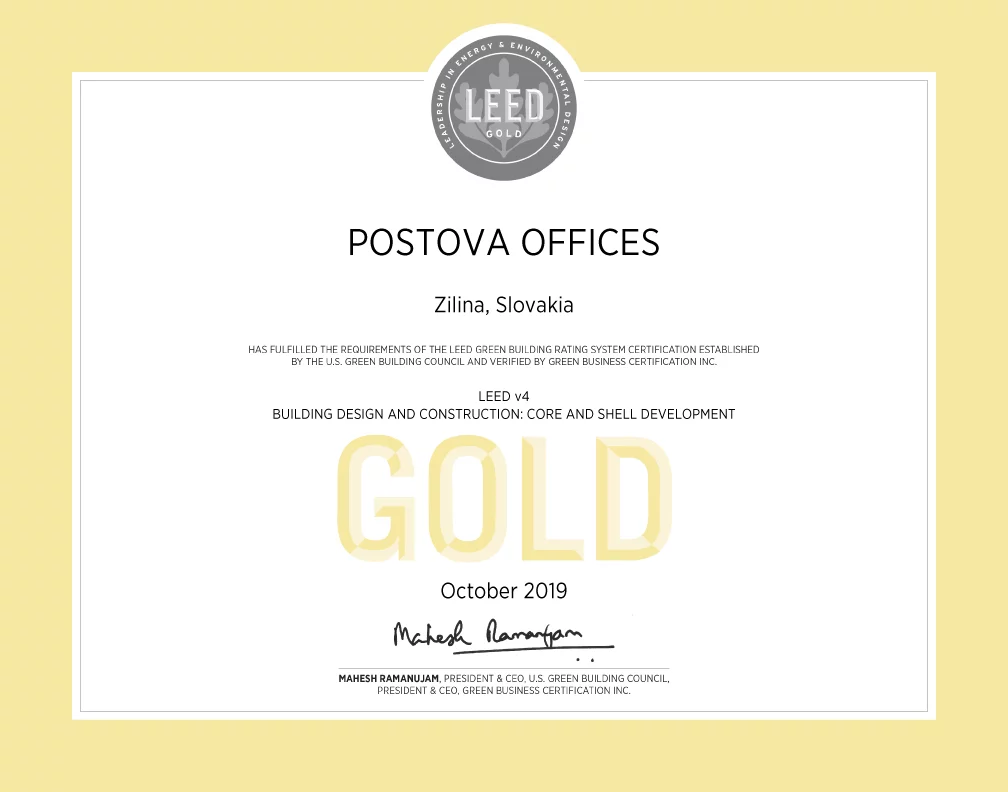 LEADERSHIP IN ENERGY & ENVIRONMENTAL DESIGN
LEED
GOLD
POSTOVA OFFICES
Zilina, Slovakia
HAS FULFILLED THE REQUIREMENTS OF THE LEED GREEN BUILDING RATING SYSTEM CERTIFICATION ESTABLISHED
BY THE U.S. GREEN BUILDING COUNCIL AND VERIFIED BY GREEN BUSINESS CERTIFICATION INC.
LEED v4
BUILDING DESIGN AND CONSTRUCTION: CORE AND SHELL DEVELOPMENT
GOLD
October 2019
Mahesh Ramanujam
MAHESH RAMANUJAM, PRESIDENT & CEO, U.S. GREEN BUILDING COUNCIL,
PRESIDENT & CEO, GREEN BUSINESS CERTIFICATION INC.